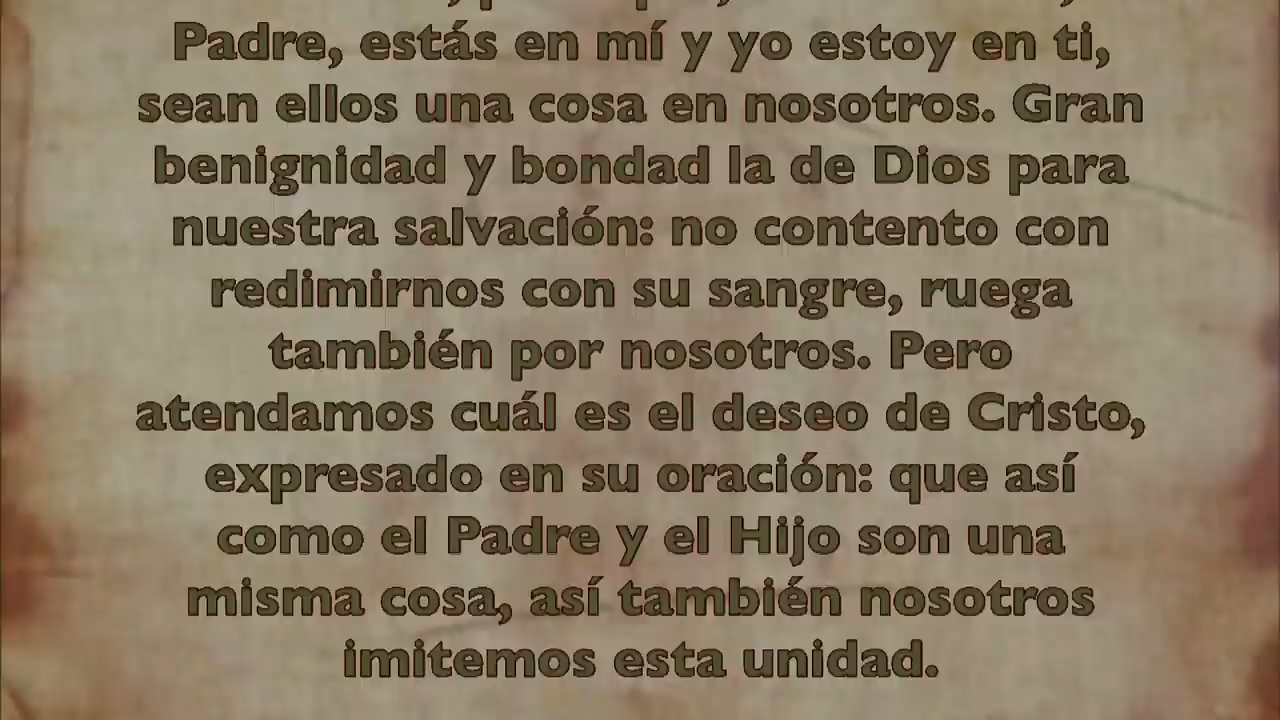 Padre, estás en mí y yo estoy en ti,
sean ellos una cosa en nosotros. Gran
benignidad y bondad la de Dios para
nuestra salvación: no contento con
redimirnos con su sangre, ruega
también por nosotros. Pero
atendamos cuál es el deseo de Cristo,
expresado en su oración: que así
como el Padre y el Hijo son una
misma cosa, así también nosotros
imitemos esta unidad.